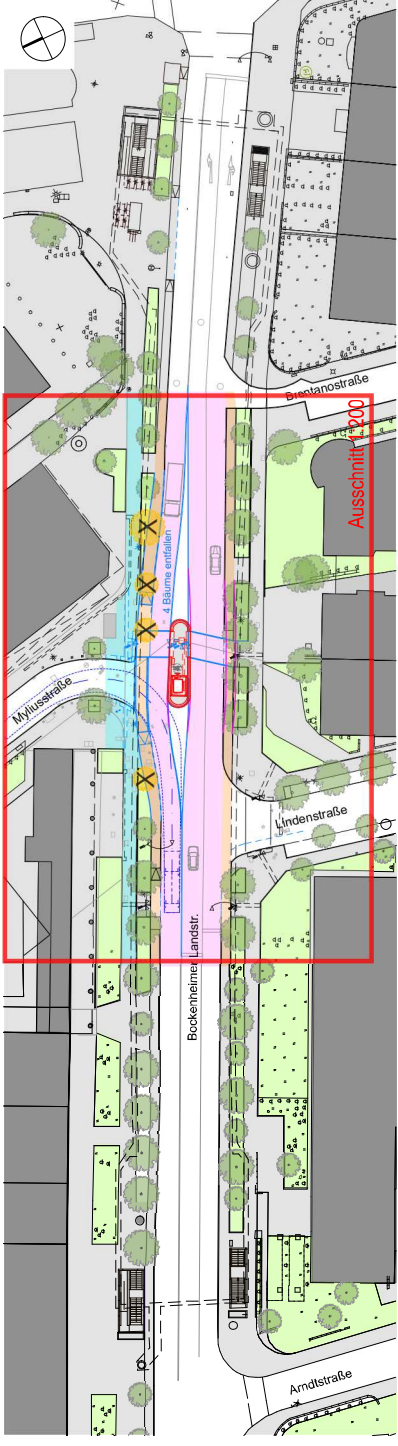 Brentanostraße
Ausschnitt 1:200
4 Bäume entfallen
Myliusstraße
Lindenstraße
Bockenheimer Landstr.
Arndtstraße